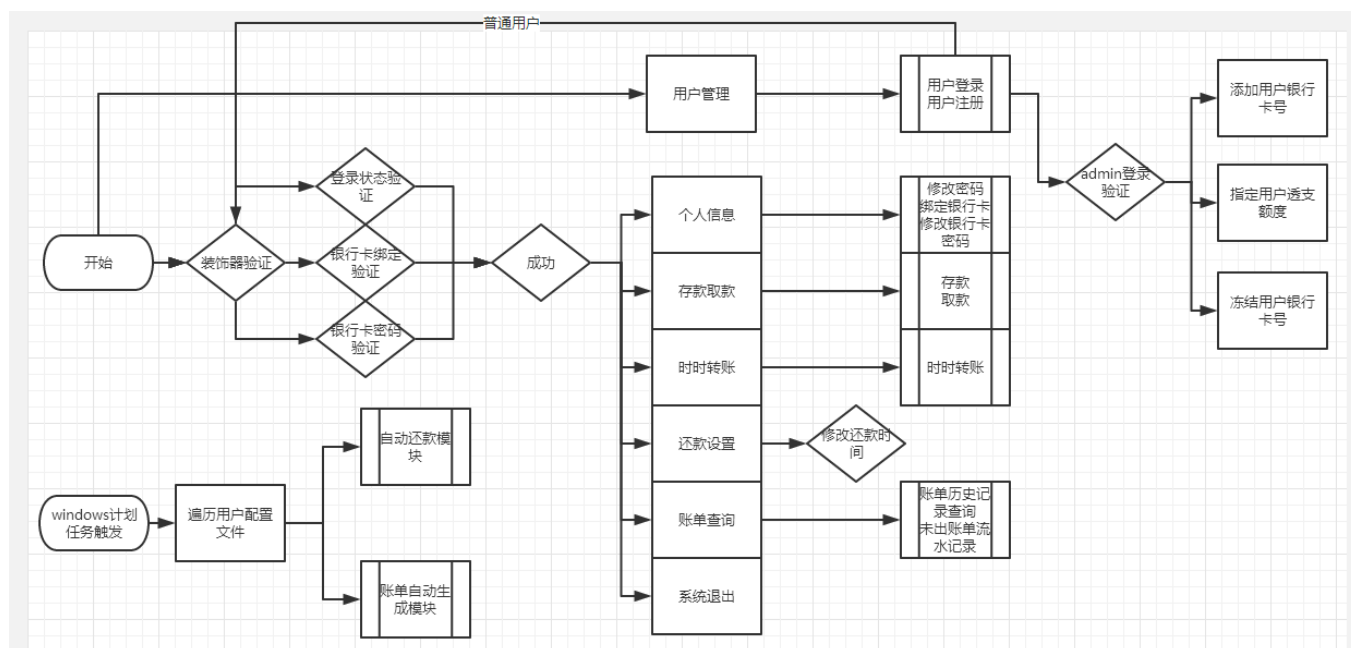 普通用户
用户管理
用户登录
用户注册
添加用户银行
卡号
admin登录
验证
指定用户透支
额度
冻结用户银行
卡号
登录状态验
证
开始
装饰器验证
银行卡绑定
验证
银行卡密码
验证
成功
个人信息
修改密码
绑定银行卡
修改银行卡
密码
存款取款
存款
取款
时时转账
时时转账
还款设置
修改还款时
间
账单查询
账单历史记
录查询
未出账单流
水记录
系统退出
windows计划
任务触发
遍历用户配置
文件
自动还款模
块
账单自动生
成模块